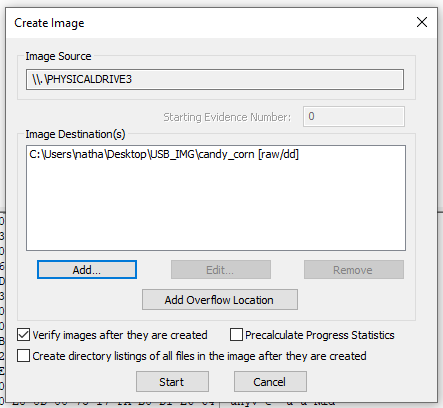 Create Image
Image Source
\\.\PHYSICALDRIVE3
Starting Evidence Number: 0
Image Destination(s)
C:\Users\natha\Desktop\USB_IMG\candy_corn [raw/dd]
Add... Edit... Remove
Add Overflow Location
Verify images after they are created Precalculate Progress Statistics
Create directory listings of all files in the image after they are created
Start Cancel